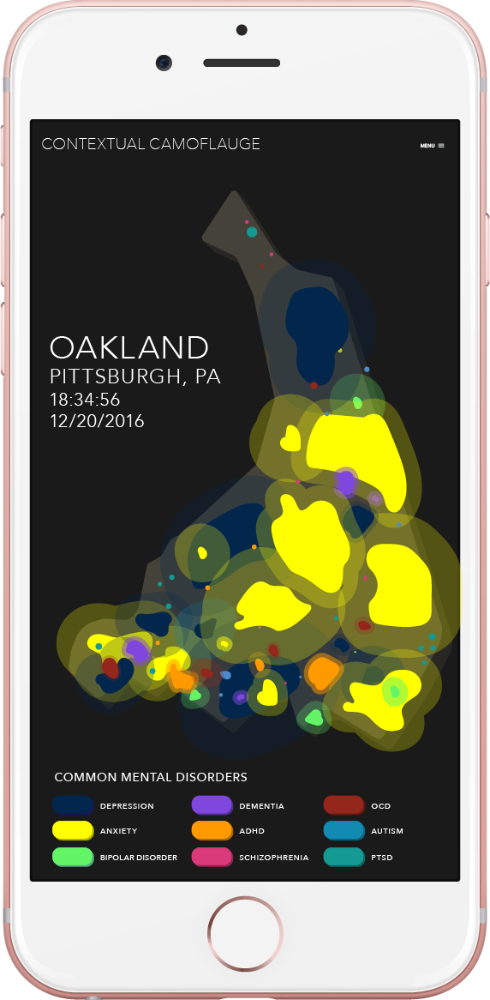 CONTEXTUAL CAMOFLAUGE
MENU
OAKLAND
PITTSBURGH, PA
18:34:56
12/20/2016
COMMON MENTAL DISORDERS
DEPRESSION DEMENTIA OCD
ANXIETY ADHD AUTISM
BIPOLAR DISORDER SCHIZOPHRENIA PTSD